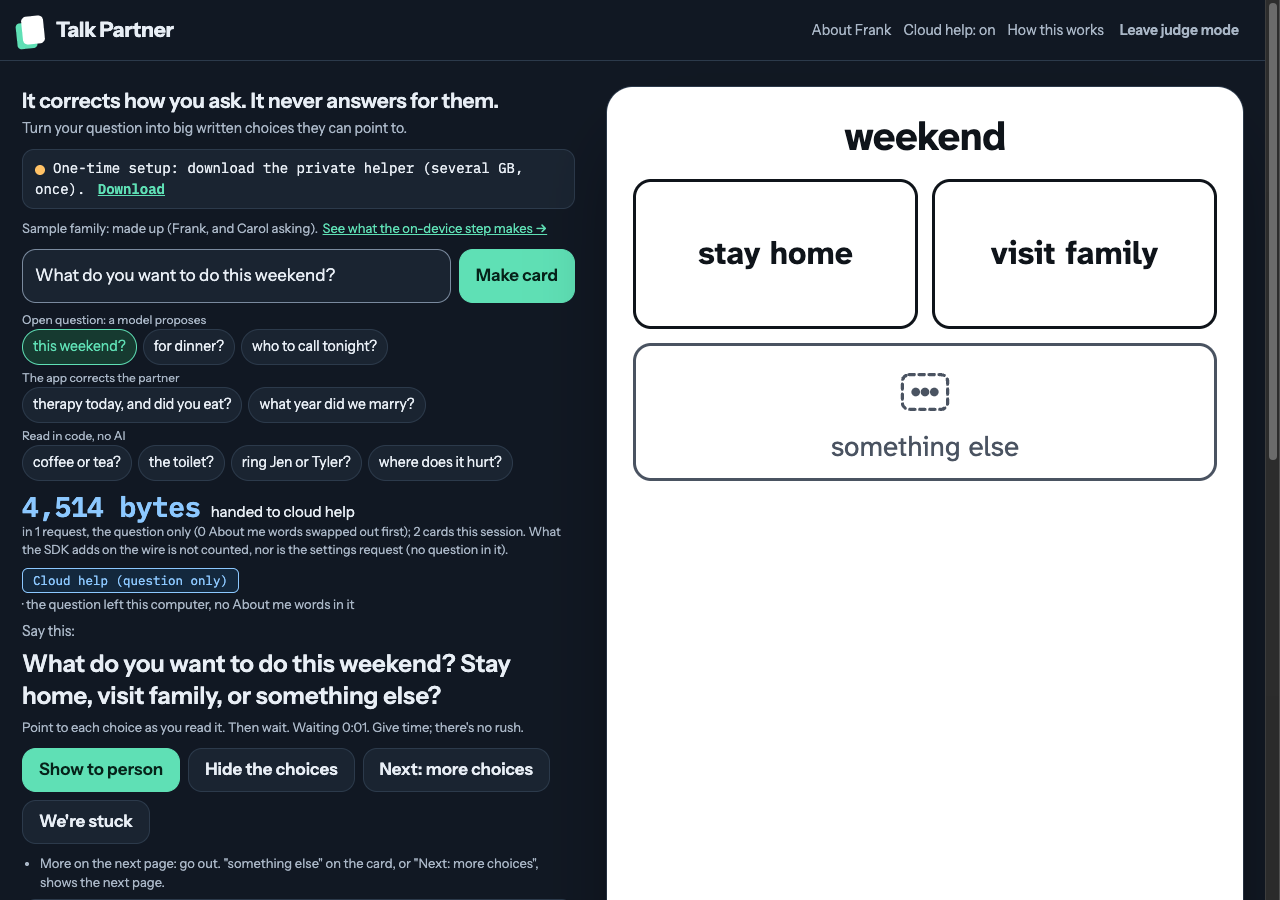 Talk Partner
About Frank
Cloud help: on
How this works
Leave judge mode
It corrects how you ask. It never answers for them.
Turn your question into big written choices they can point to.
One-time setup: download the private helper (several GB,
once). Download
Sample family: made up (Frank, and Carol asking). See what the on-device step makes →
What do you want to do this weekend?
Make card
Open question: a model proposes
this weekend?
for dinner?
who to call tonight?
The app corrects the partner
therapy today, and did you eat?
what year did we marry?
Read in code, no AI
coffee or tea?
the toilet?
ring Jen or Tyler?
where does it hurt?
4,514 bytes handed to cloud help
in 1 request, the question only (0 About me words swapped out first); 2 cards this session. What
the SDK adds on the wire is not counted, nor is the settings request (no question in it).
Cloud help (question only)
· the question left this computer, no About me words in it
Say this:
What do you want to do this weekend? Stay
home, visit family, or something else?
Point to each choice as you read it. Then wait. Waiting 0:01. Give time; there's no rush.
Show to person
Hide the choices
Next: more choices
We're stuck
• More on the next page: go out. "something else" on the card, or "Next: more choices",
shows the next page.
weekend
stay home
visit family
something else